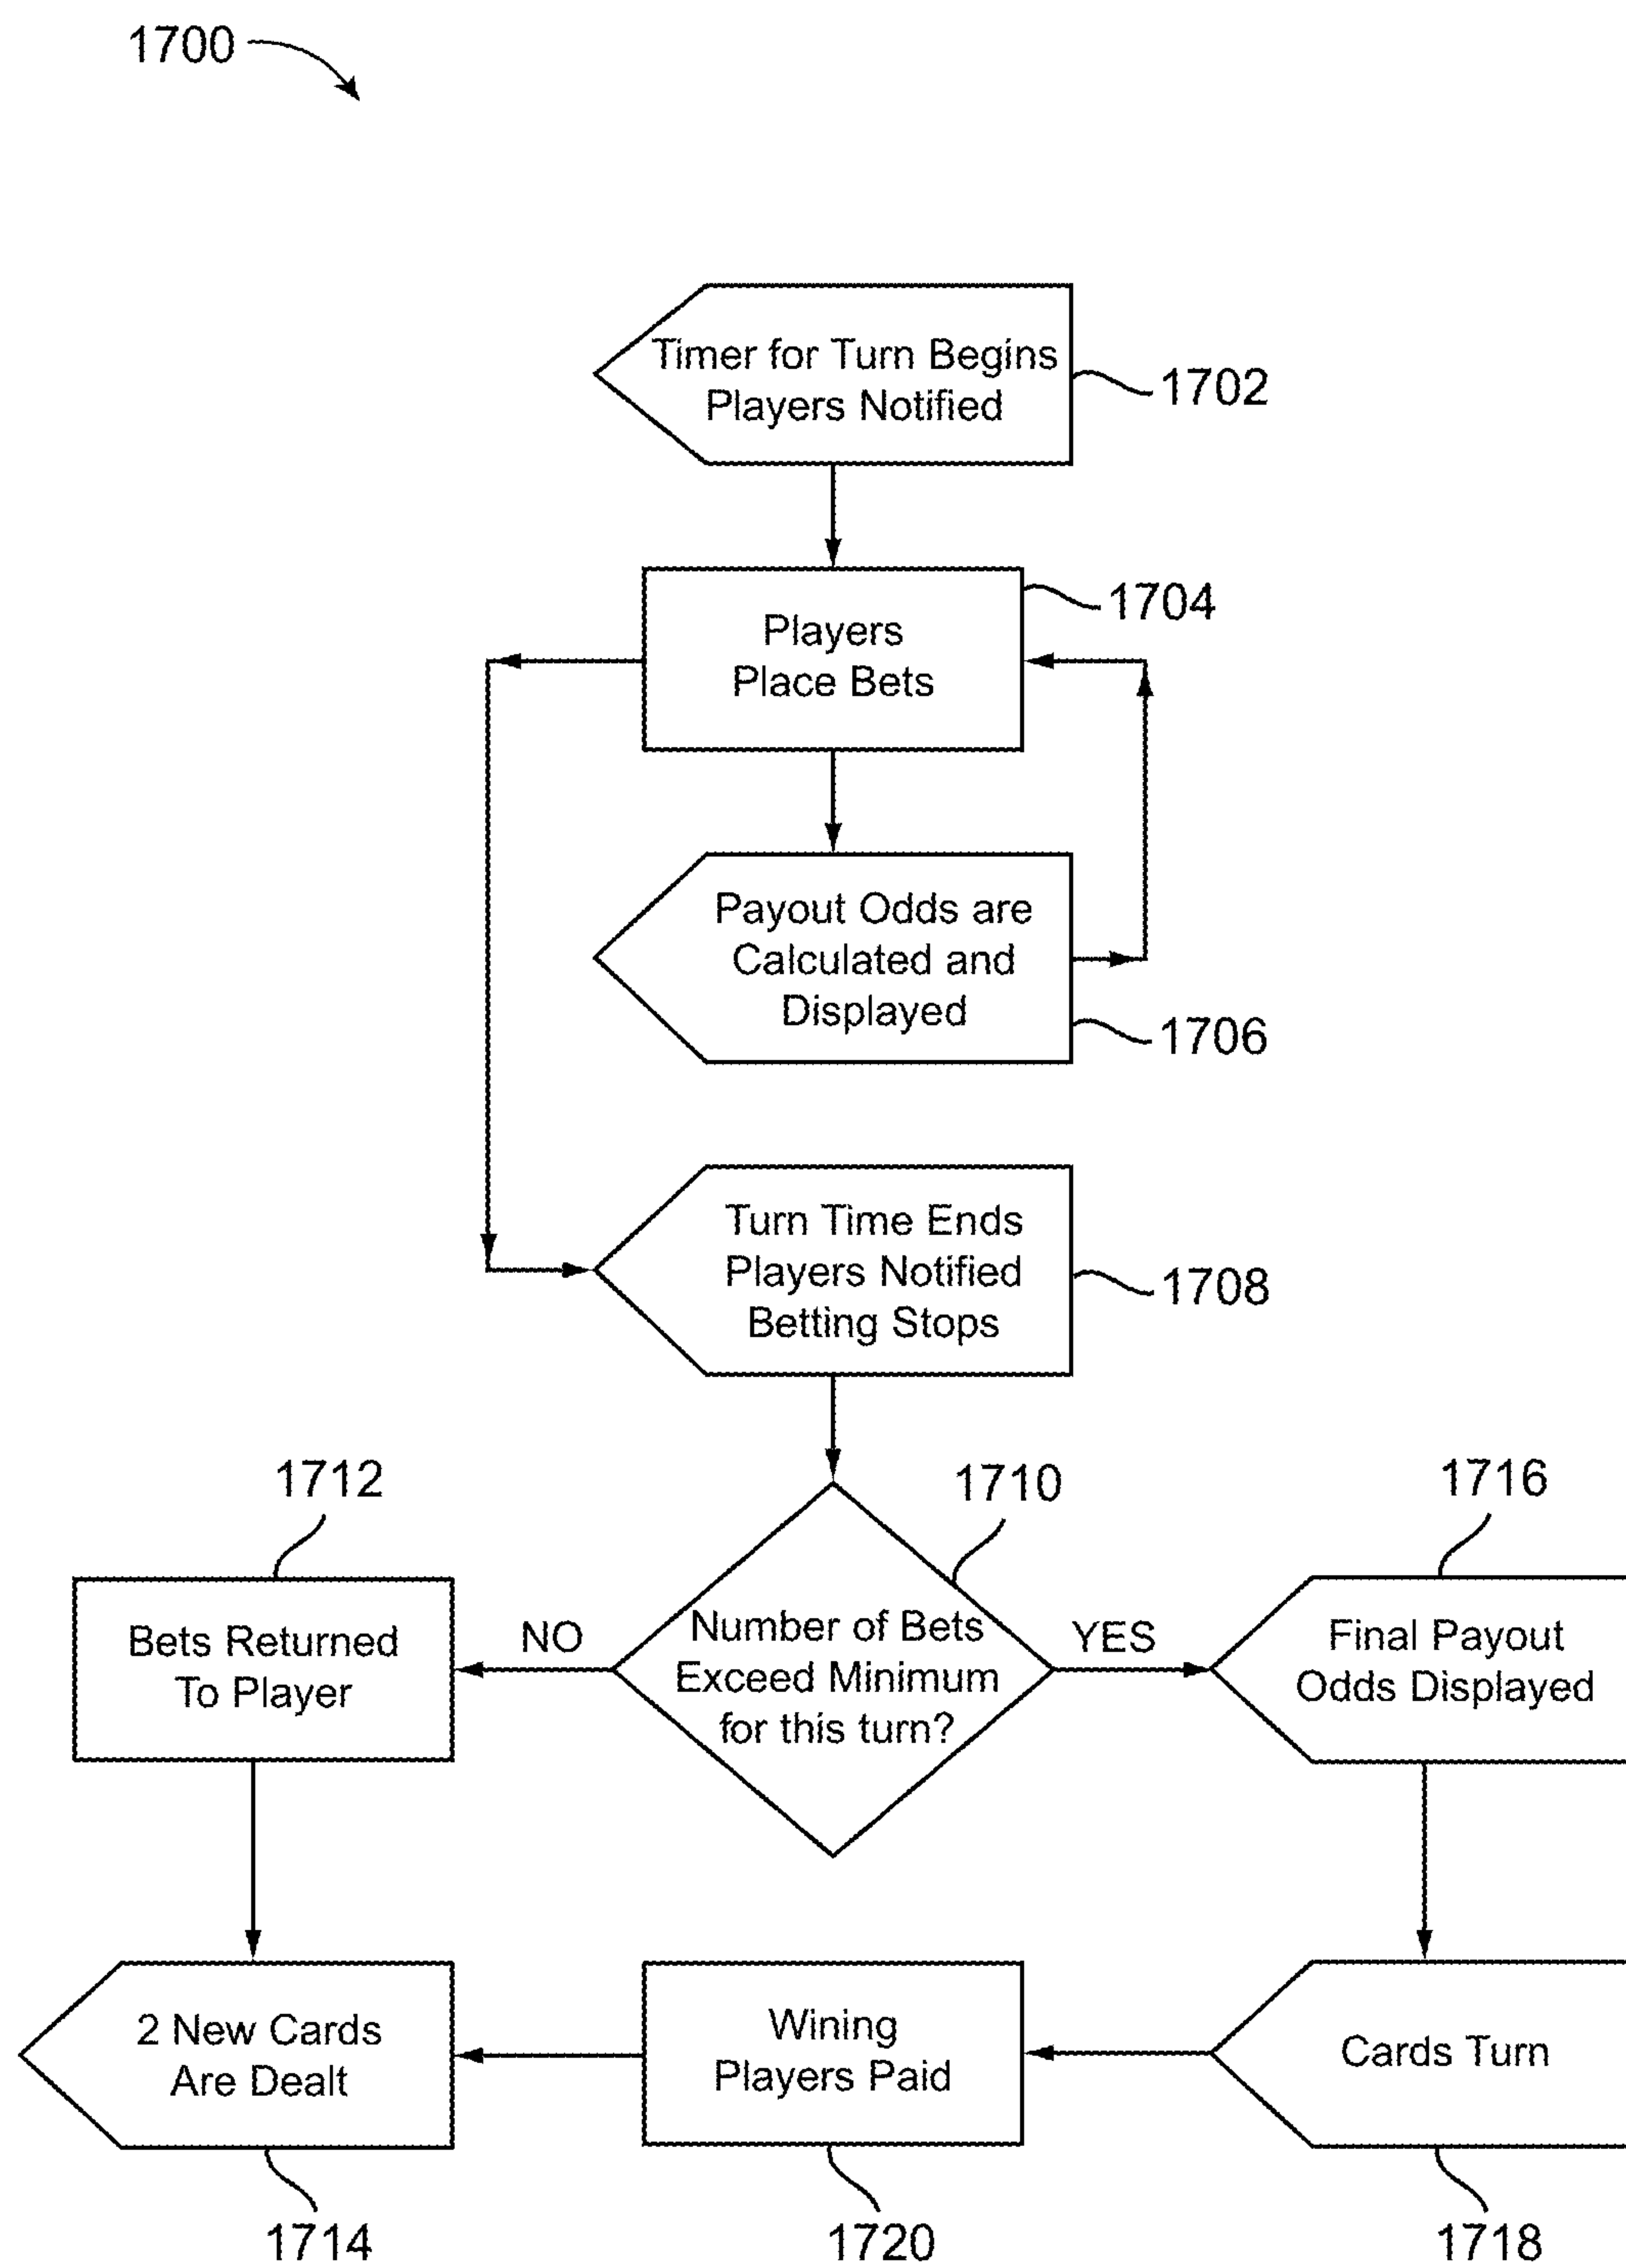 1700
Timer for Turn Begins
Players Notified
1702
Players
Place Bets
1704
Payout Odds are
Calculated and
Displayed
1706
Turn Time Ends
Players Notified
Betting Stops
1708
1712
1710
1716
Bets Returned
To Player
NO
Number of Bets
Exceed Minimum
for this turn?
YES
Final Payout
Odds Displayed
2 New Cards
Are Dealt
Wining
Players Paid
Cards Turn
1714
1720
1718